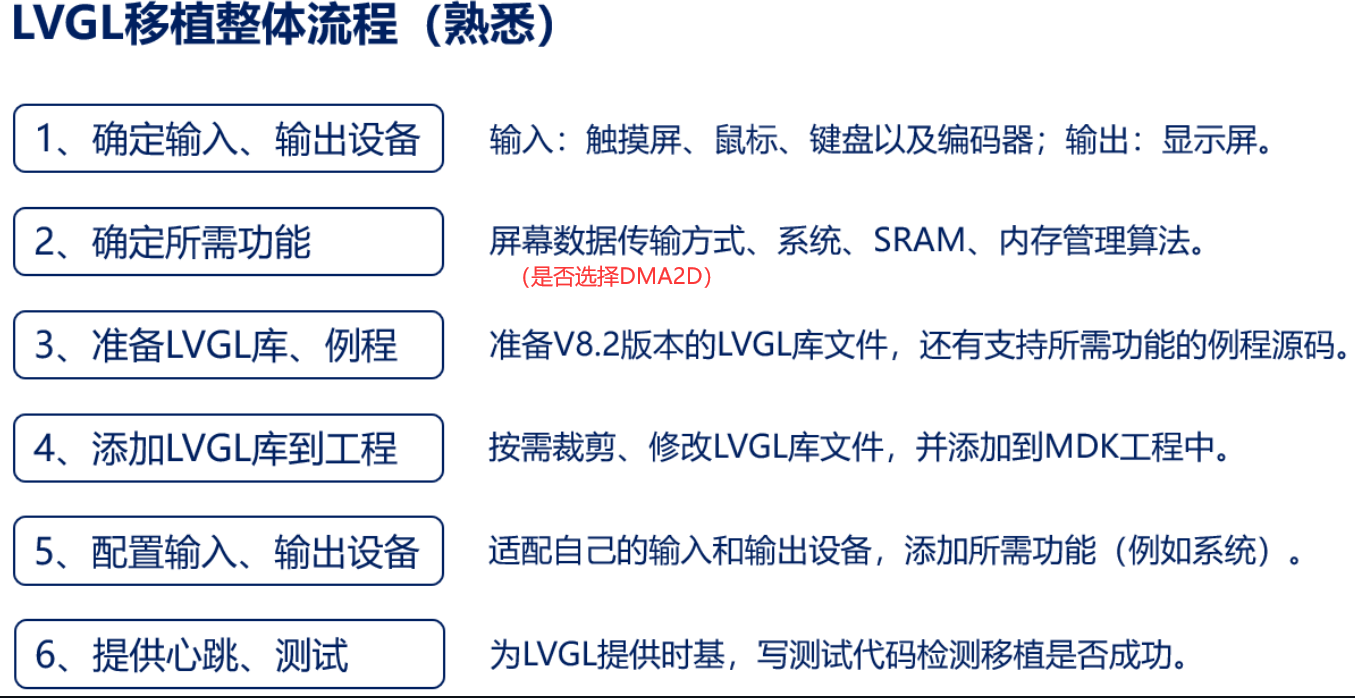 LVGL移植整体流程（熟悉）
1、确定输入、输出设备
输入：触摸屏、鼠标、键盘以及编码器；输出：显示屏。
2、确定所需功能
屏幕数据传输方式、系统、SRAM、内存管理算法。
（是否选择DMA2D）
3、准备LVGL库、例程
准备V8.2版本的LVGL库文件，还有支持所需功能的例程源码。
4、添加LVGL库到工程
按需裁剪、修改LVGL库文件，并添加到MDK工程中。
5、配置输入、输出设备
适配自己的输入和输出设备，添加所需功能（例如系统）。
6、提供心跳、测试
为LVGL提供时基，写测试代码检测移植是否成功。